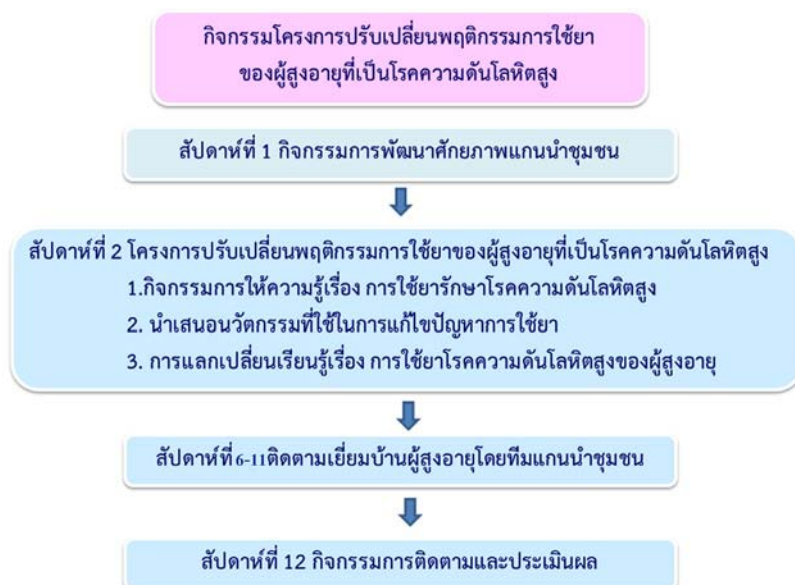 กิจกรรมโครงการปรับเปลี่ยนพฤติกรรมการใช้ยา
ของผู้สูงอายุที่เป็นโรคความดันโลหิตสูง
สัปดาห์ที่ 1 กิจกรรมการพัฒนาศักยภาพแกนนำชุมชน
สัปดาห์ที่ 2 โครงการปรับเปลี่ยนพฤติกรรมการใช้ยาของผู้สูงอายุที่เป็นโรคความดันโลหิตสูง
1.กิจกรรมการให้ความรู้เรื่อง การใช้ยารักษาโรคความดันโลหิตสูง
2. นำเสนอนวัตกรรมที่ใช้ในการแก้ไขปัญหาการใช้ยา
3. การแลกเปลี่ยนเรียนรู้เรื่อง การใช้ยาโรคความดันโลหิตสูงของผู้สูงอายุ
สัปดาห์ที่ 6-11ติดตามเยี่ยมบ้านผู้สูงอายุโดยทีมแกนนำชุมชน
สัปดาห์ที่ 12 กิจกรรมการติดตามและประเมินผล